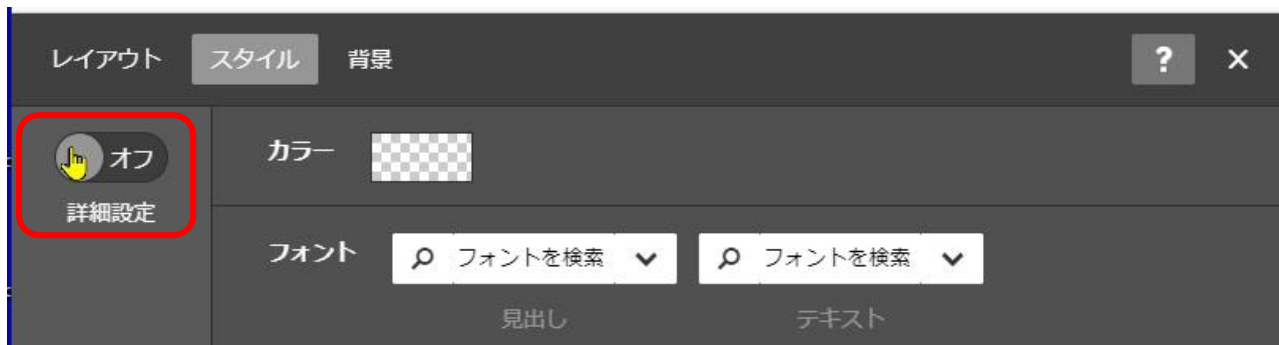 レイアウト スタイル 背景 ? ×
オフ
詳細設定
カラー
フォント フォントを検索 フォントを検索
見出し テキスト